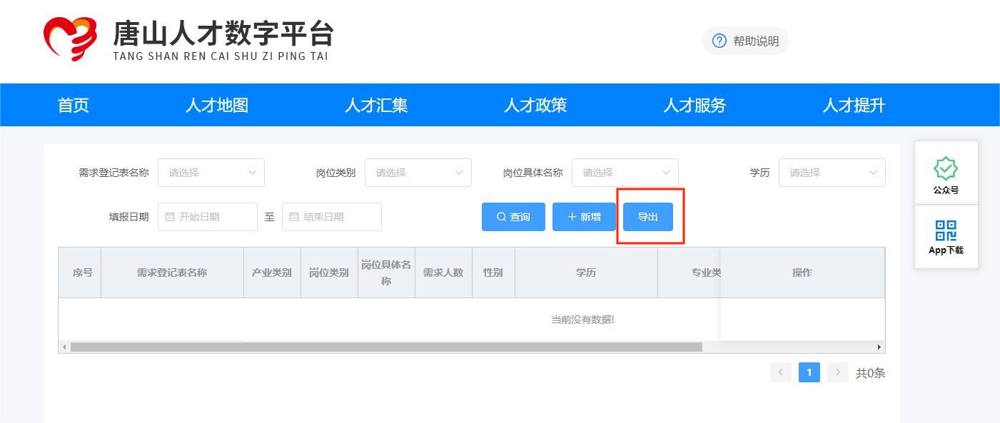 唐山人才数字平台
TANG SHAN REN CAI SHU ZI PING TAI
帮助说明
首页 人才地图 人才汇集 人才政策 人才服务 人才提升
需求登记表名称 请选择 岗位类别 请选择 岗位具体名称 请选择 学历 请选择
填报日期 开始日期 至 结束日期 查询 新增 导出
公众号
App下载
序号 需求登记表名称 产业类别 岗位类别 岗位具体名称 需求人数 性别 学历 专业类 操作
当前没有数据!
1 共0条